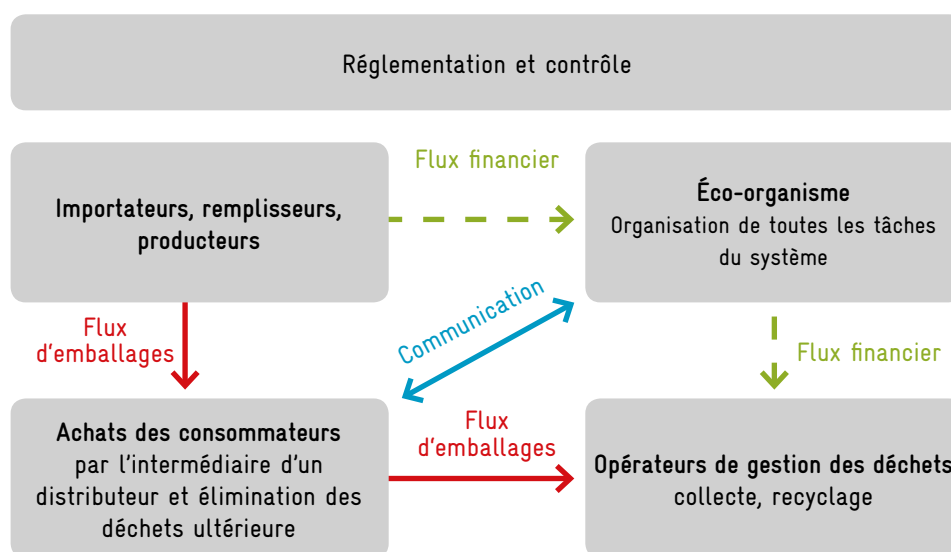 Réglementation et contrôle
Importateurs, remplisseurs,
producteurs
Flux financier
Éco-organisme
Organisation de toutes les tâches
du système
Flux
d'emballages
Communication
Flux financier
Achats des consommateurs
par l'intermédiaire d'un
distributeur et élimination des
déchets ultérieure
Flux
d'emballages
Opérateurs de gestion des déchets
collecte, recyclage